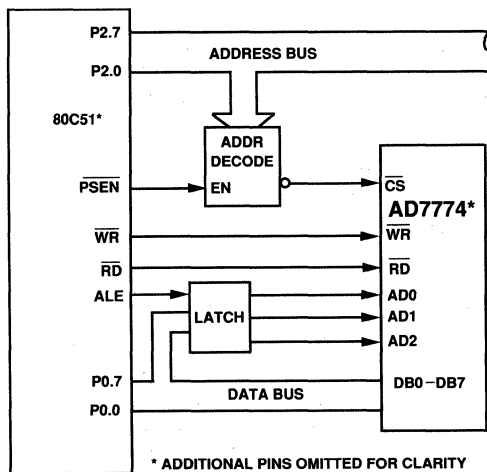 P2.7
ADDRESS BUS
P2.0
80C51*
ADDR
DECODE
PSEN
EN
CS
AD7774*
WR
WR
RD
RD
ALE
LATCH
AD0
AD1
AD2
P0.7
DB0–DB7
DATA BUS
P0.0
* ADDITIONAL PINS OMITTED FOR CLARITY